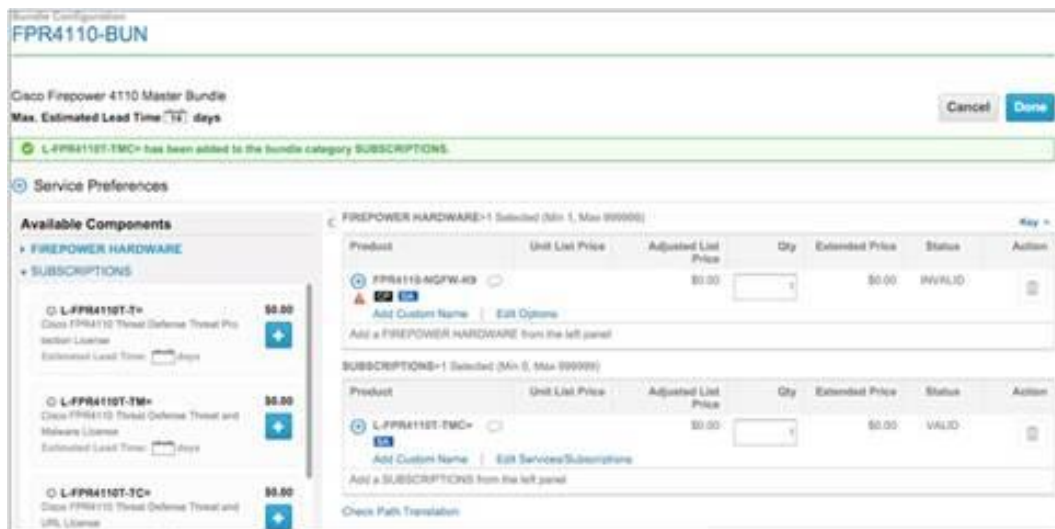 Bundle Configuration
FPR4110-BUN
Cisco Firepower 4110 Master Bundle
Max. Estimated Lead Time 14 days
Cancel
Done
L-FPR4110T-TMC= has been added to the bundle category SUBSCRIPTIONS.
Service Preferences
Available Components
FIREPOWER HARDWARE
SUBSCRIPTIONS
L-FPR4110T-T= $0.00
Cisco FPR4110 Threat Defense Threat Pro
tection License
Estimated Lead Time: days
L-FPR4110T-TM= $0.00
Cisco FPR4110 Threat Defense Threat and
Malware License
Estimated Lead Time: days
L-FPR4110T-TC= $0.00
Cisco FPR4110 Threat Defense Threat and
URL License
FIREPOWER HARDWARE>1 Selected (Min 1, Max 999999)
Key
Product Unit List Price Adjusted List Price Qty Extended Price Status Action
FPR4110-NGFW-K9 $0.00 1 $0.00 INVALID
CP SA
Add Custom Name | Edit Options
Add a FIREPOWER HARDWARE from the left panel
SUBSCRIPTIONS>1 Selected (Min 0, Max 999999)
Product Unit List Price Adjusted List Price Qty Extended Price Status Action
L-FPR4110T-TMC= $0.00 1 $0.00 VALID
SA
Add Custom Name | Edit Services/Subscriptions
Add a SUBSCRIPTIONS from the left panel
Check Path Translation